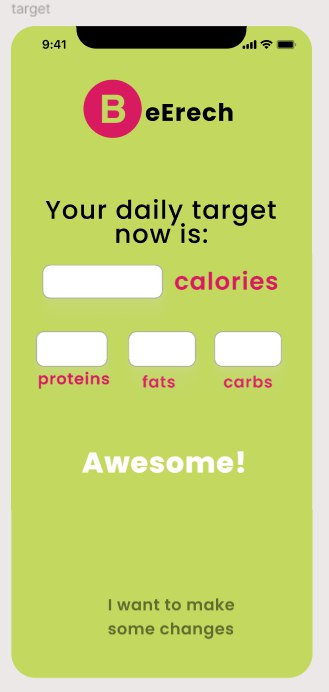 target
9:41
BeErech
Your daily target
now is:
calories
proteins fats carbs
Awesome!
I want to make
some changes